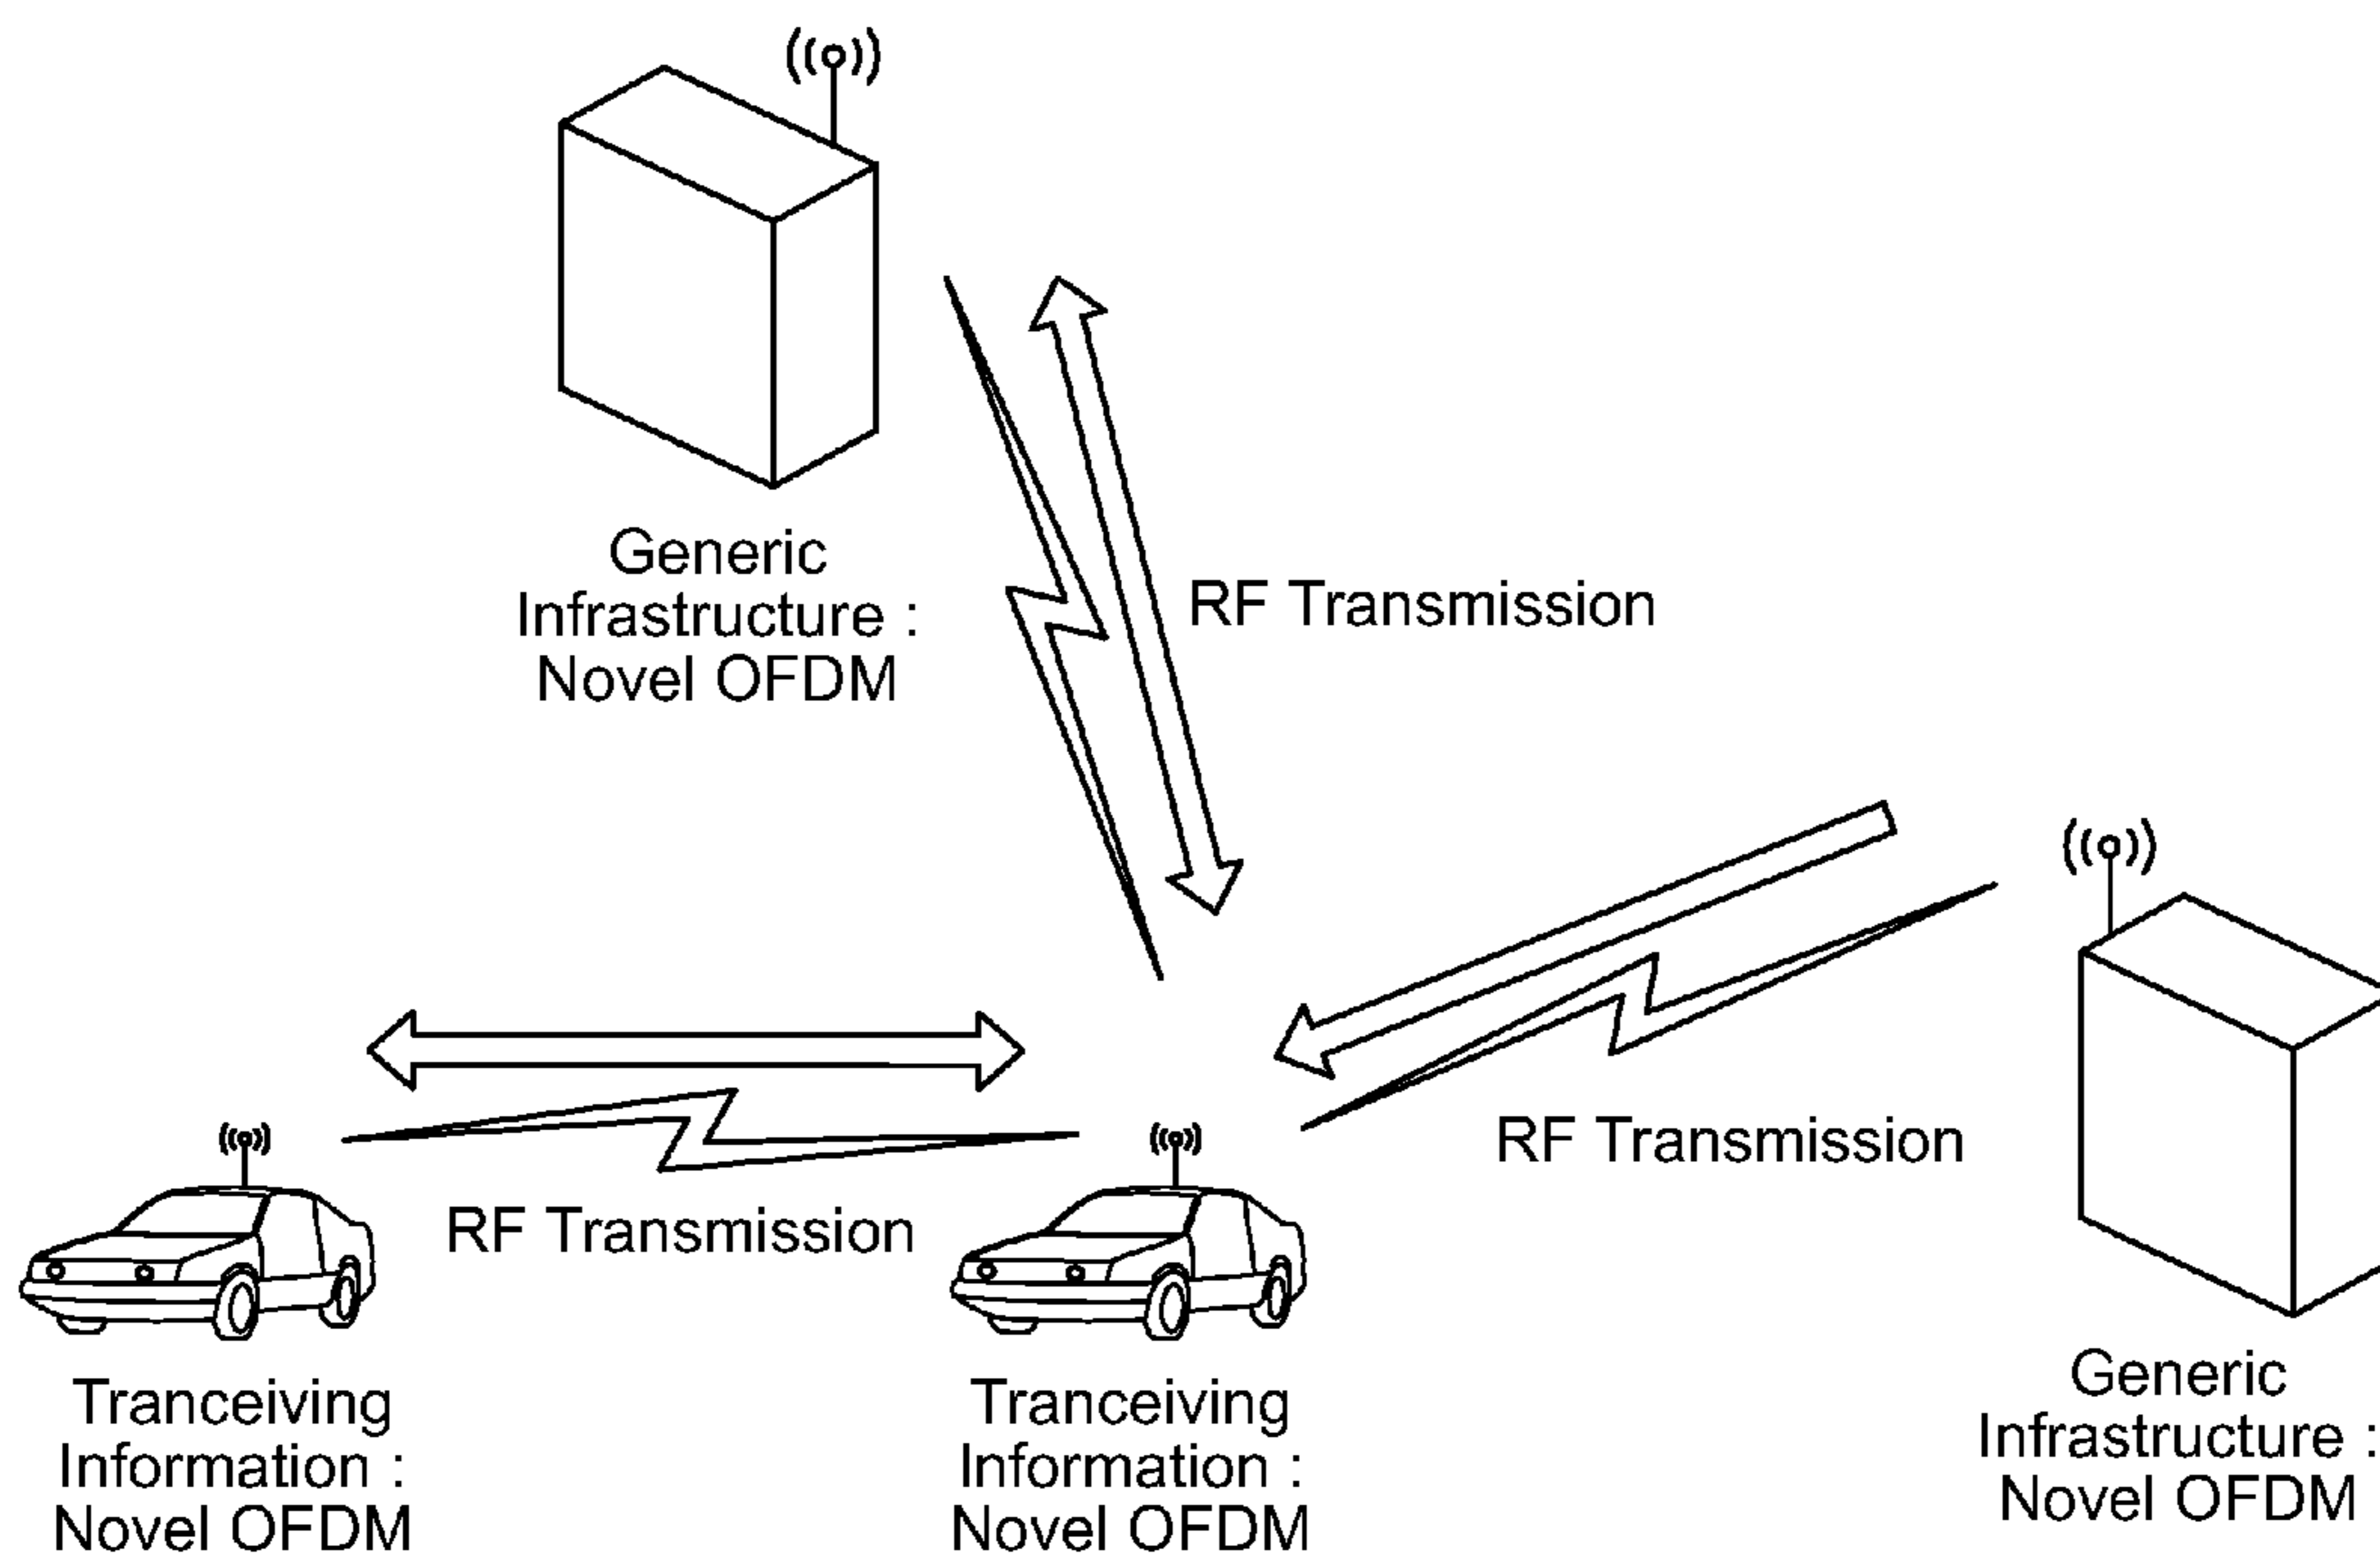 Generic
Infrastructure :
Novel OFDM
RF Transmission
RF Transmission
RF Transmission
Tranceiving
Information :
Novel OFDM
Tranceiving
Information :
Novel OFDM
Generic
Infrastructure :
Novel OFDM